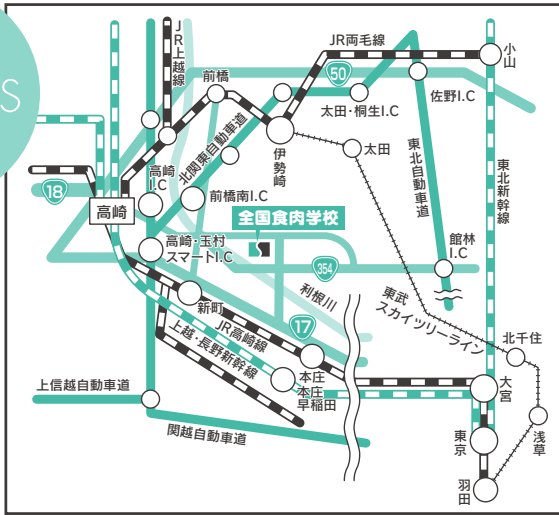 S
JR上越線
JR両毛線
小山
50
前橋
太田・桐生I.C
佐野I.C
北関東自動車道
伊勢崎
太田
東北自動車道
東北新幹線
高崎
I.C
18
高崎
前橋南I.C
全国食肉学校
高崎・玉村
スマートI.C
館林
I.C
354
利根川
東武
スカイツリーライン
新町
17
JR高崎線
上越・長野新幹線
北千住
本庄
本庄
早稲田
上信越自動車道
大宮
関越自動車道
東京
浅草
羽田